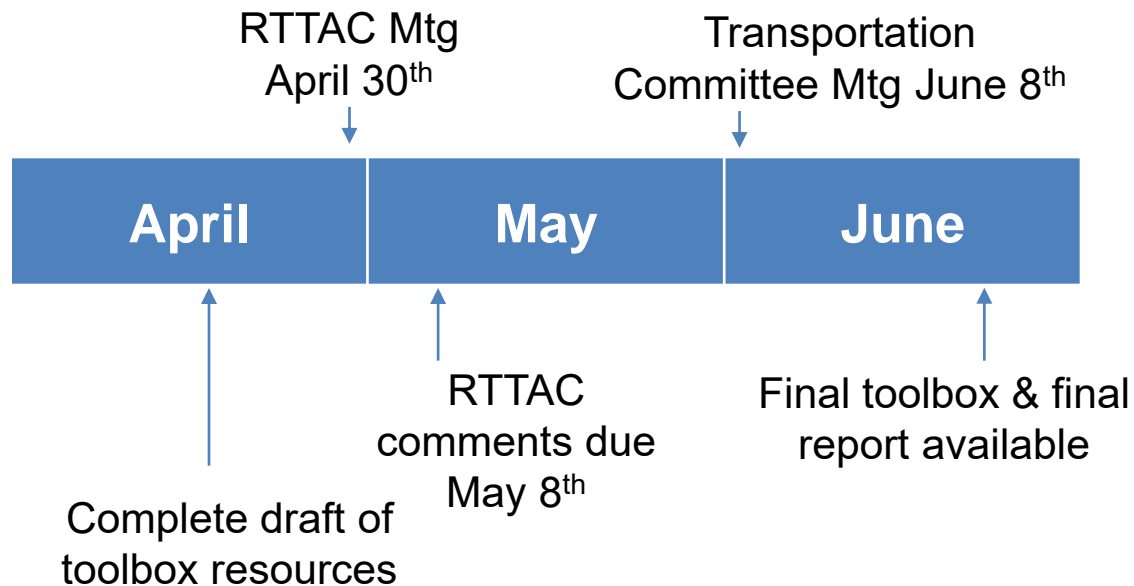 RTTAC Mtg
April 30th
Transportation
Committee Mtg June 8th
April
May
June
RTTAC
comments due
May 8th
Final toolbox & final
report available
Complete draft of
toolbox resources